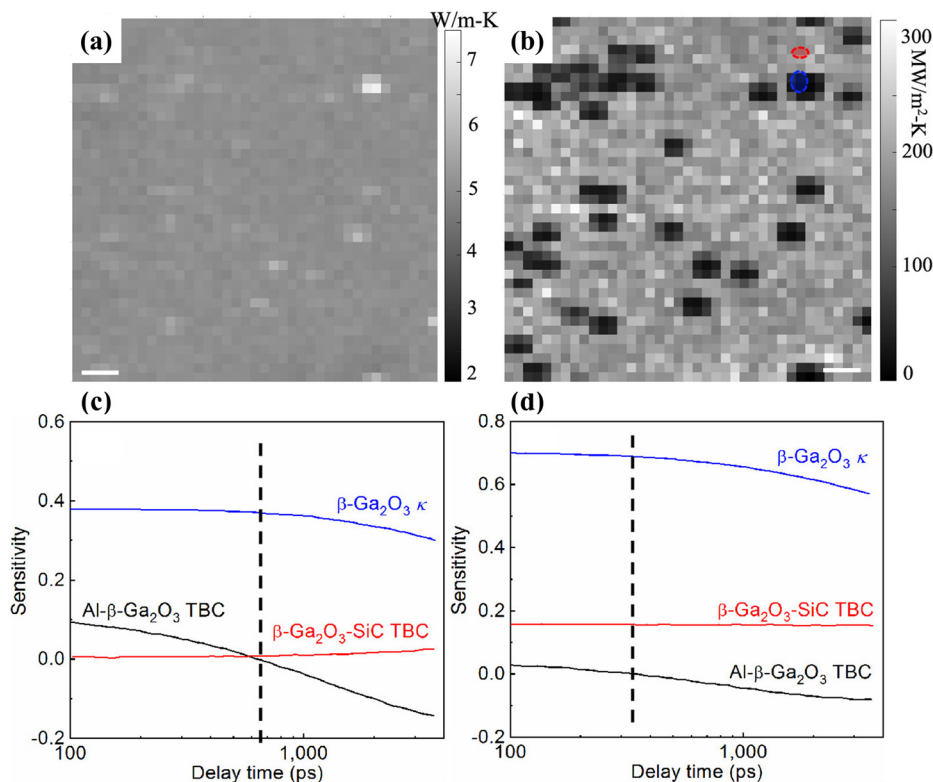 (a)
W/m-K
7
6
5
4
3
2
(b)
300
200
100
0
MW/m²-K
(c)
0.6
0.4
0.2
0.0
-0.2
Sensitivity
β-Ga₂O₃ κ
Al-β-Ga₂O₃ TBC
β-Ga₂O₃-SiC TBC
100
1,000
Delay time (ps)
(d)
0.8
0.6
0.4
0.2
0.0
-0.2
Sensitivity
β-Ga₂O₃ κ
β-Ga₂O₃-SiC TBC
Al-β-Ga₂O₃ TBC
100
1,000
Delay time (ps)